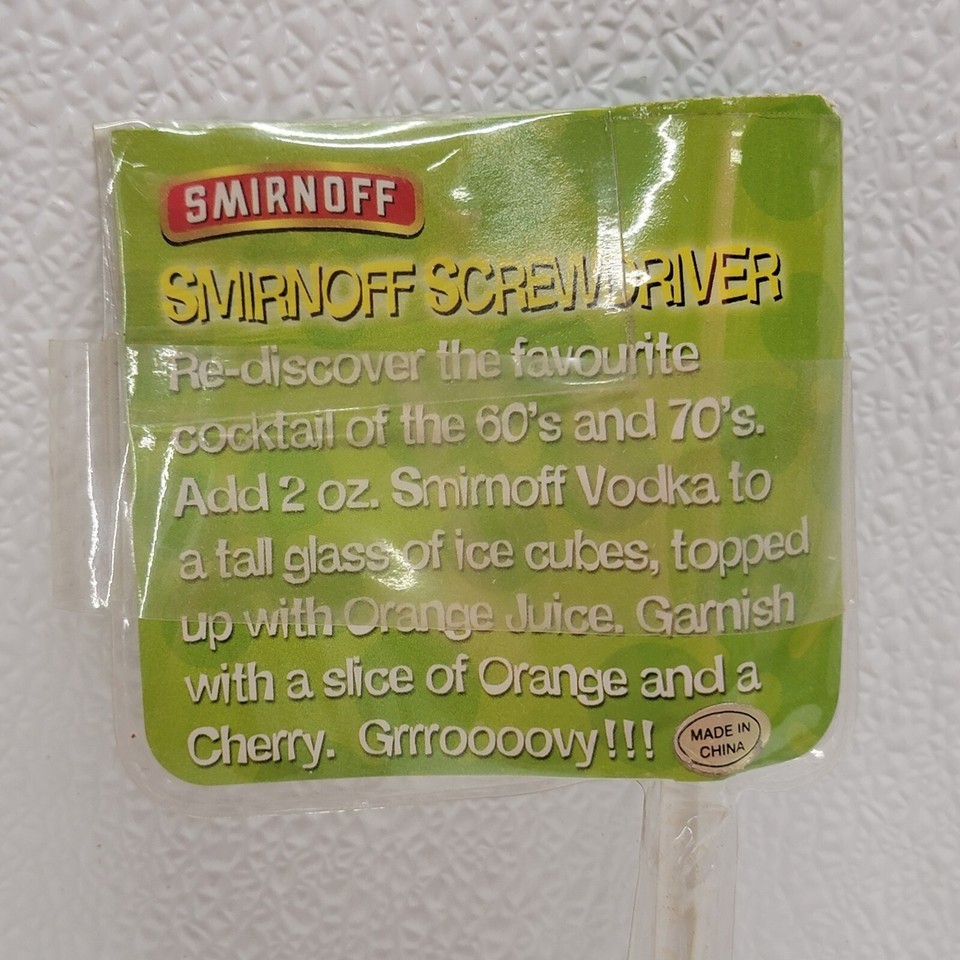 SMIRNOFF
SMIRNOFF SCREWDRIVER
Re-discover the favourite
cocktail of the 60's and 70's.
Add 2 oz. Smirnoff Vodka to
a tall glass of ice cubes, topped
up with Orange Juice. Garnish
with a slice of Orange and a
Cherry. Grrroooovy!!!
MADE IN
CHINA